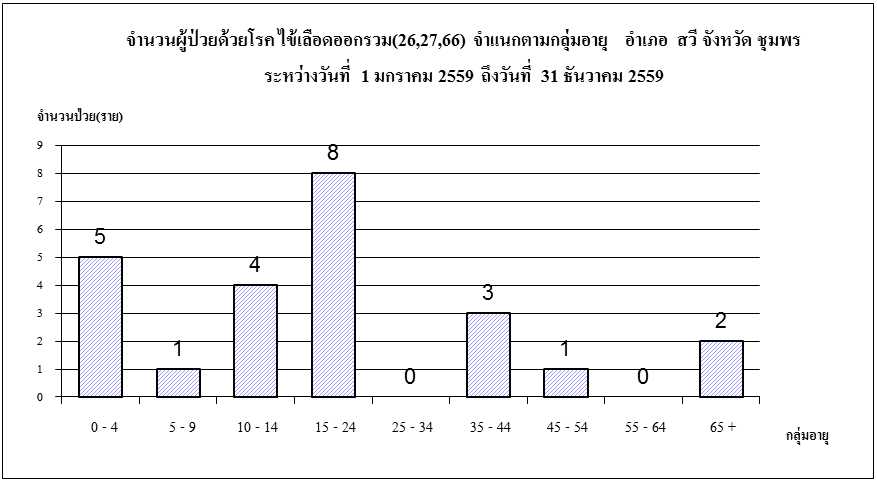 จำนวนผู้ป่วยด้วยโรค ไข้เลือดออกรวม(26,27,66) จำแนกตามกลุ่มอายุ อำเภอ สวี จังหวัด ชุมพร
ระหว่างวันที่ 1 มกราคม 2559 ถึงวันที่ 31 ธันวาคม 2559
จำนวนป่วย(ราย)
9
8
7
6
5
4
3
2
1
0
5
1
4
8
0
3
1
0
2
0 - 4
5 - 9
10 - 14
15 - 24
25 - 34
35 - 44
45 - 54
55 - 64
65 +
กลุ่มอายุ